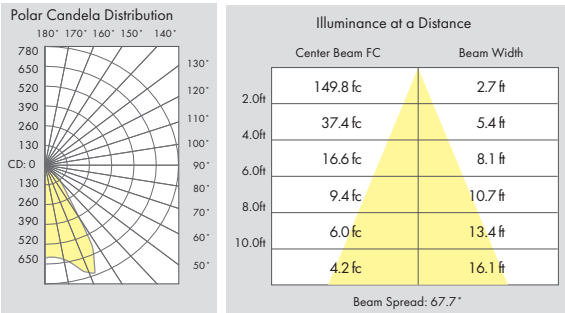 Polar Candela Distribution
180° 170° 160° 150° 140°
780
650
520
390
260
130
CD: 0
130
260
390
520
650
130°
120°
110°
100°
90°
80°
70°
60°
50°
Illuminance at a Distance
Center Beam FC Beam Width
149.8 fc 2.7 ft
2.0ft
37.4 fc 5.4 ft
4.0ft
16.6 fc 8.1 ft
6.0ft
9.4 fc 10.7 ft
8.0ft
6.0 fc 13.4 ft
10.0ft
4.2 fc 16.1 ft
Beam Spread: 67.7°